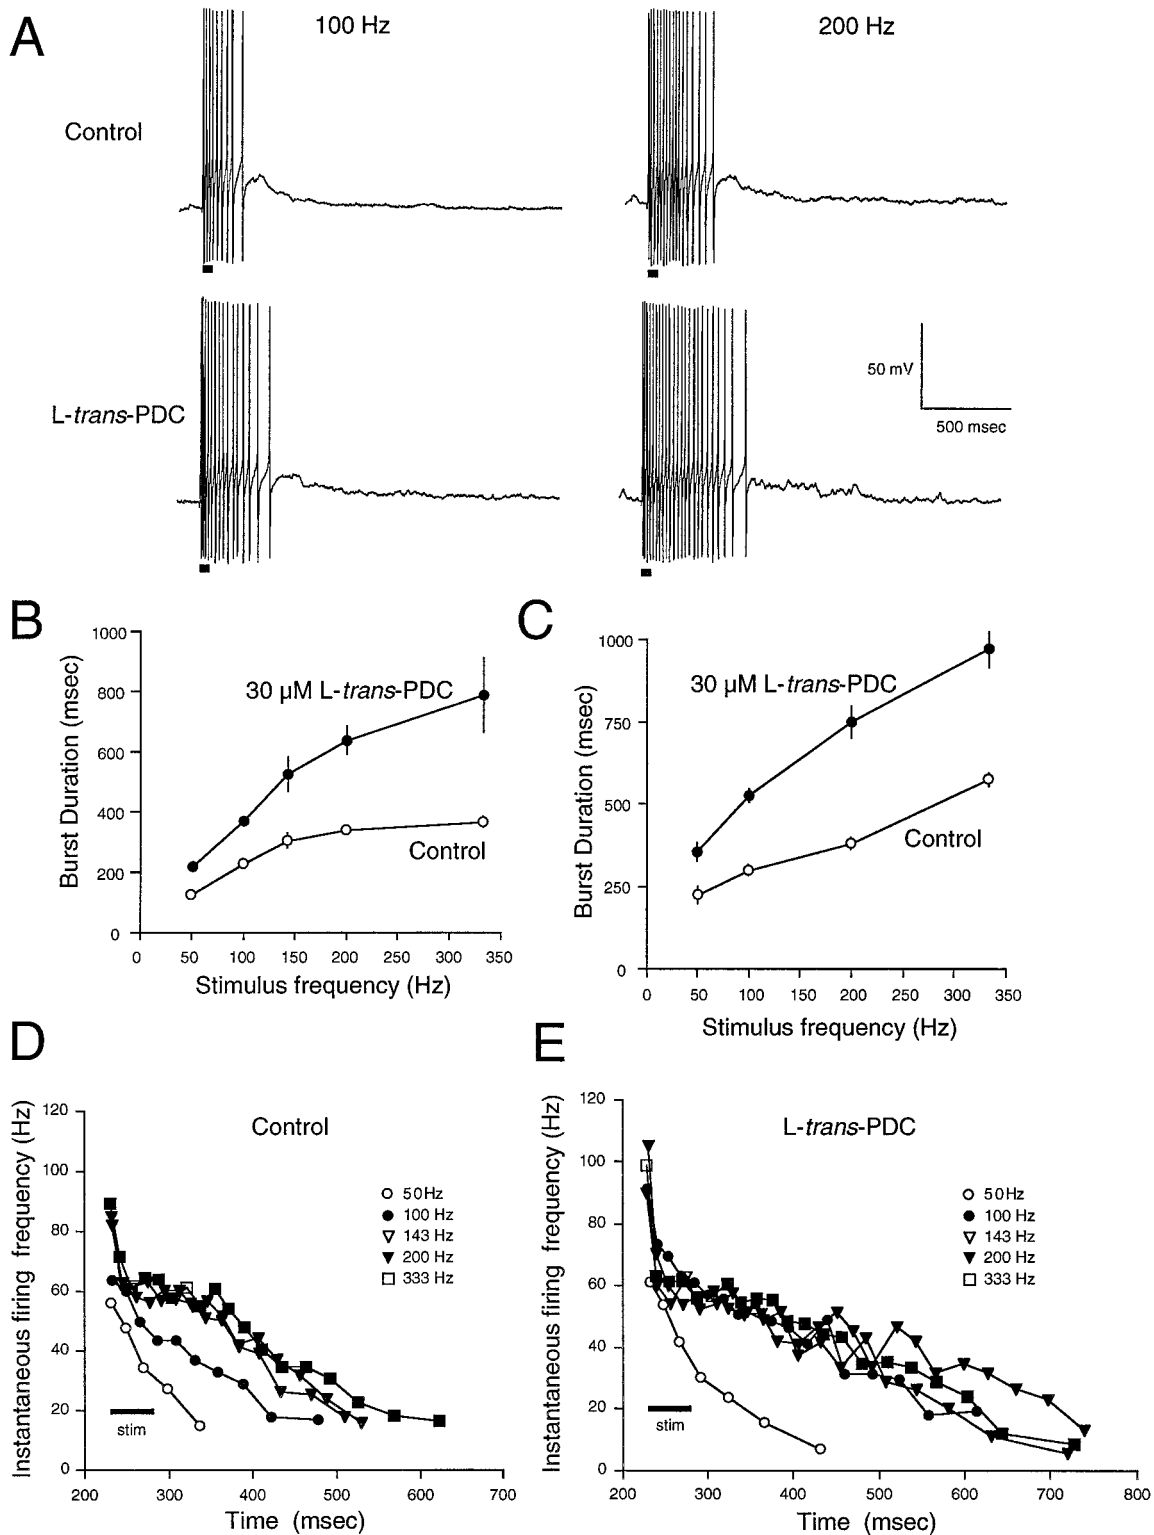 A
100 Hz
200 Hz
Control
L-trans-PDC
50 mV
500 msec
B
1000
800
600
400
200
0
Burst Duration (msec)
30 µM L-trans-PDC
Control
0 50 100 150 200 250 300 350
Stimulus frequency (Hz)
C
1000
750
500
250
0
Burst Duration (msec)
30 µM L-trans-PDC
Control
0 50 100 150 200 250 300 350
Stimulus frequency (Hz)
D
120
100
80
60
40
20
0
Instantaneous firing frequency (Hz)
Control
50Hz
100 Hz
143 Hz
200 Hz
333 Hz
stim
200 300 400 500 600 700
Time (msec)
E
120
100
80
60
40
20
0
Instantaneous firing frequency (Hz)
L-trans-PDC
50Hz
100 Hz
143 Hz
200 Hz
333 Hz
stim
200 300 400 500 600 700 800
Time (msec)